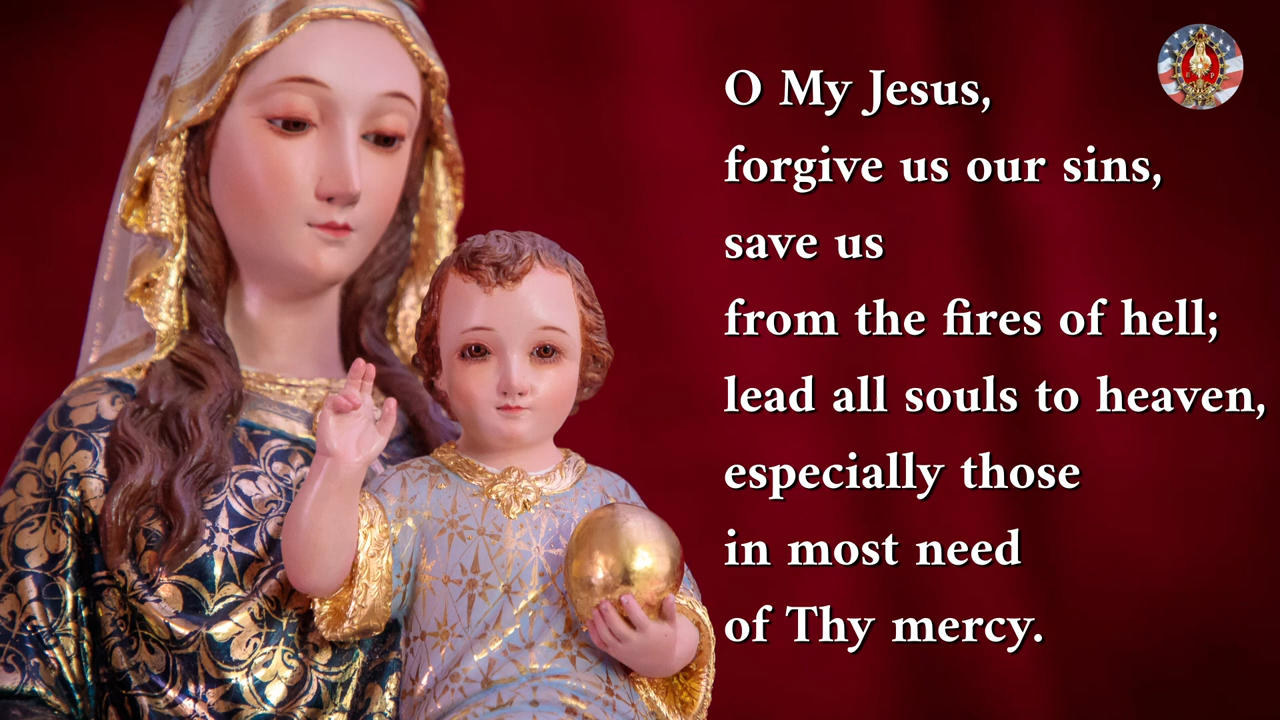 O My Jesus,
forgive us our sins,
save us
from the fires of hell;
lead all souls to heaven,
especially those
in most need
of Thy mercy.